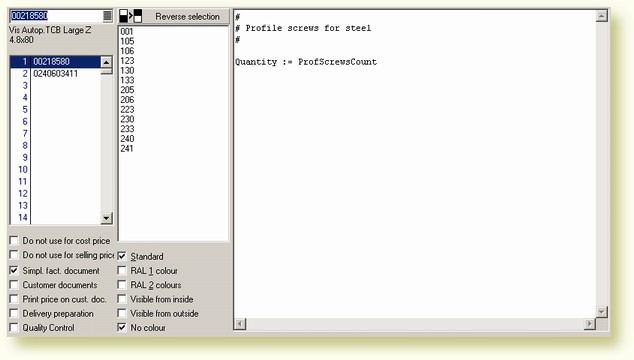 00218580
Vis Autop.TCB Large Z
4.8x80
1 00218580
2 0240603411
3
4
5
6
7
8
9
10
11
12
13
14
Do not use for cost price
Do not use for selling pric
Simpl. fact. document
Customer documents
Print price on cust. doc.
Delivery preparation
Quality Control
Reverse selection
001
105
106
123
130
133
205
206
223
230
233
240
241
Standard
RAL 1 colour
RAL 2 colours
Visible from inside
Visible from outside
No colour
#
# Profile screws for steel
#
Quantity := ProfScrewsCount